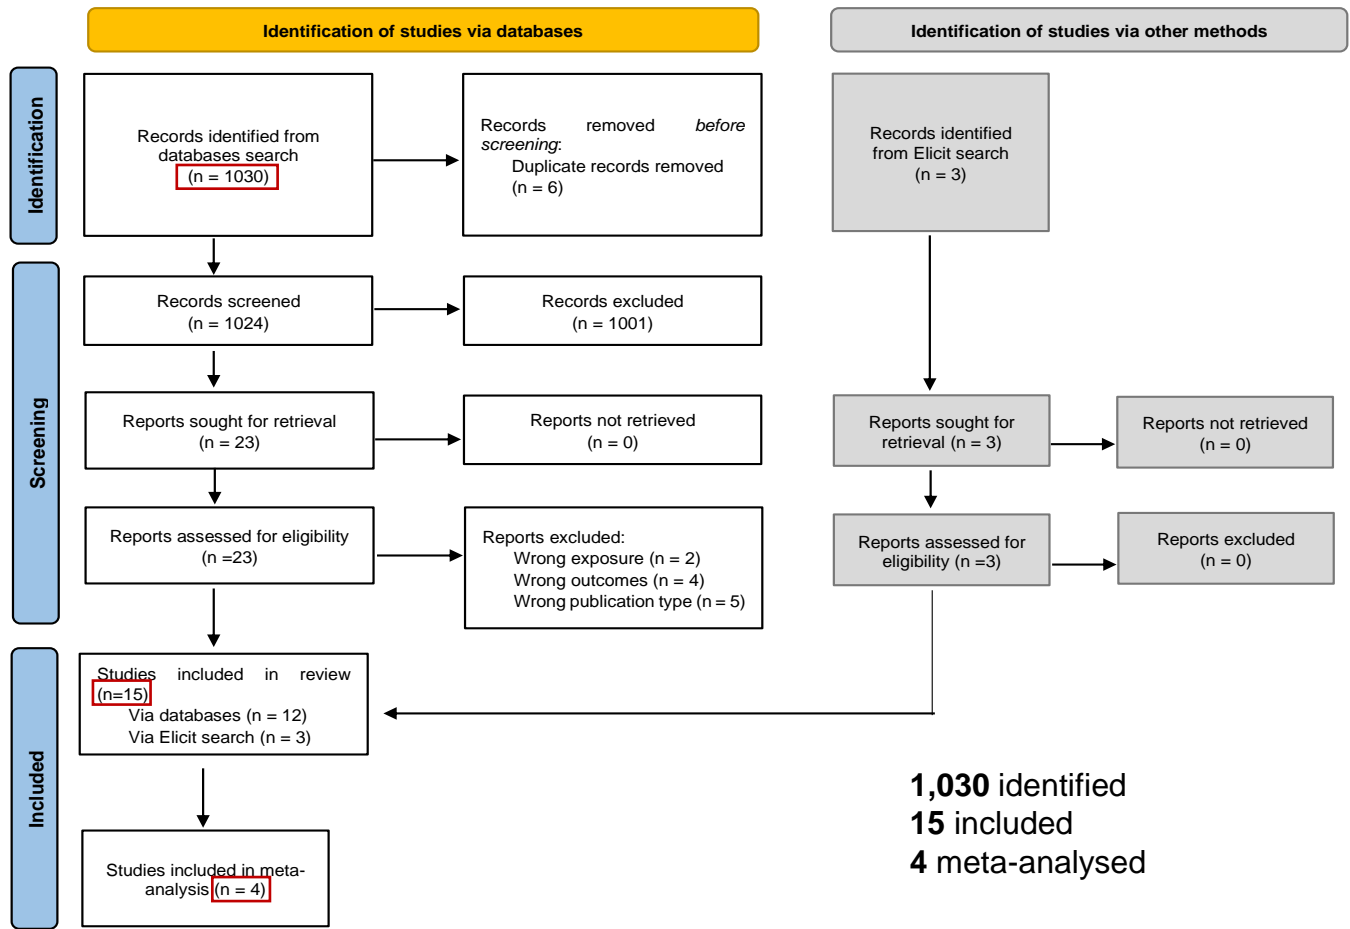 Identification of studies via databases
Identification of studies via other methods
Identification
Records identified from
databases search
(n = 1030)
Records removed before
screening:
Duplicate records removed
(n = 6)
Records identified
from Elicit search
(n = 3)
Screening
Records screened
(n = 1024)
Records excluded
(n = 1001)
Reports sought for retrieval
(n = 23)
Reports not retrieved
(n = 0)
Reports sought for
retrieval (n = 3)
Reports not retrieved
(n = 0)
Reports assessed for eligibility
(n =23)
Reports excluded:
Wrong exposure (n = 2)
Wrong outcomes (n = 4)
Wrong publication type (n = 5)
Reports assessed for
eligibility (n =3)
Reports excluded
(n = 0)
Included
Studies included in review
(n=15)
Via databases (n = 12)
Via Elicit search (n = 3)
Studies included in meta-
analysis (n = 4)
1,030 identified
15 included
4 meta-analysed